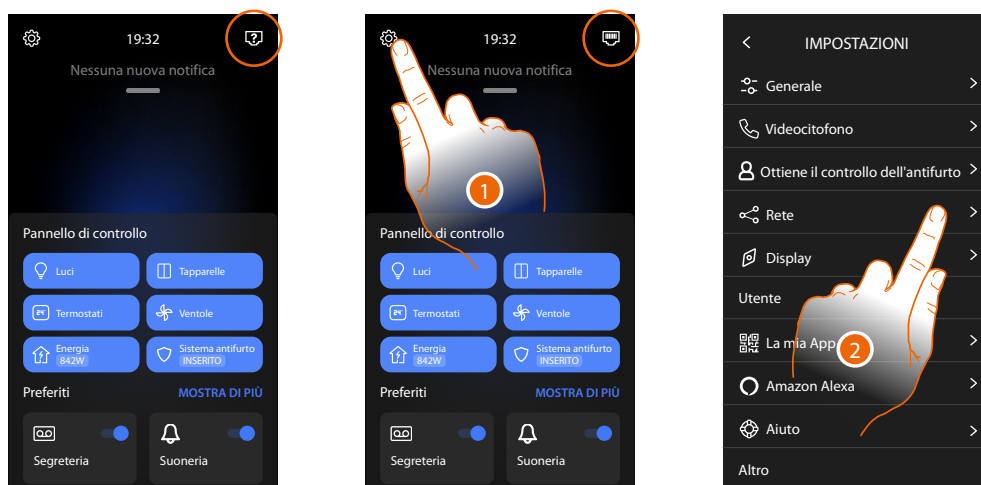 19:32
Nessuna nuova notifica
Pannello di controllo
Luci
Tapparelle
Termostati
Ventole
Energia
842W
Sistema antifurto
INSERITO
Preferiti
MOSTRA DI PIÙ
Segreteria
Suoneria
19:32
Nessuna nuova notifica
1
Pannello di controllo
Luci
Tapparelle
Termostati
Ventole
Energia
842W
Sistema antifurto
INSERITO
Preferiti
MOSTRA DI PIÙ
Segreteria
Suoneria
IMPOSTAZIONI
Generale
Videocitofono
Ottiene il controllo dell'antifurto
Rete
Display
Utente
La mia App
2
Amazon Alexa
Aiuto
Altro